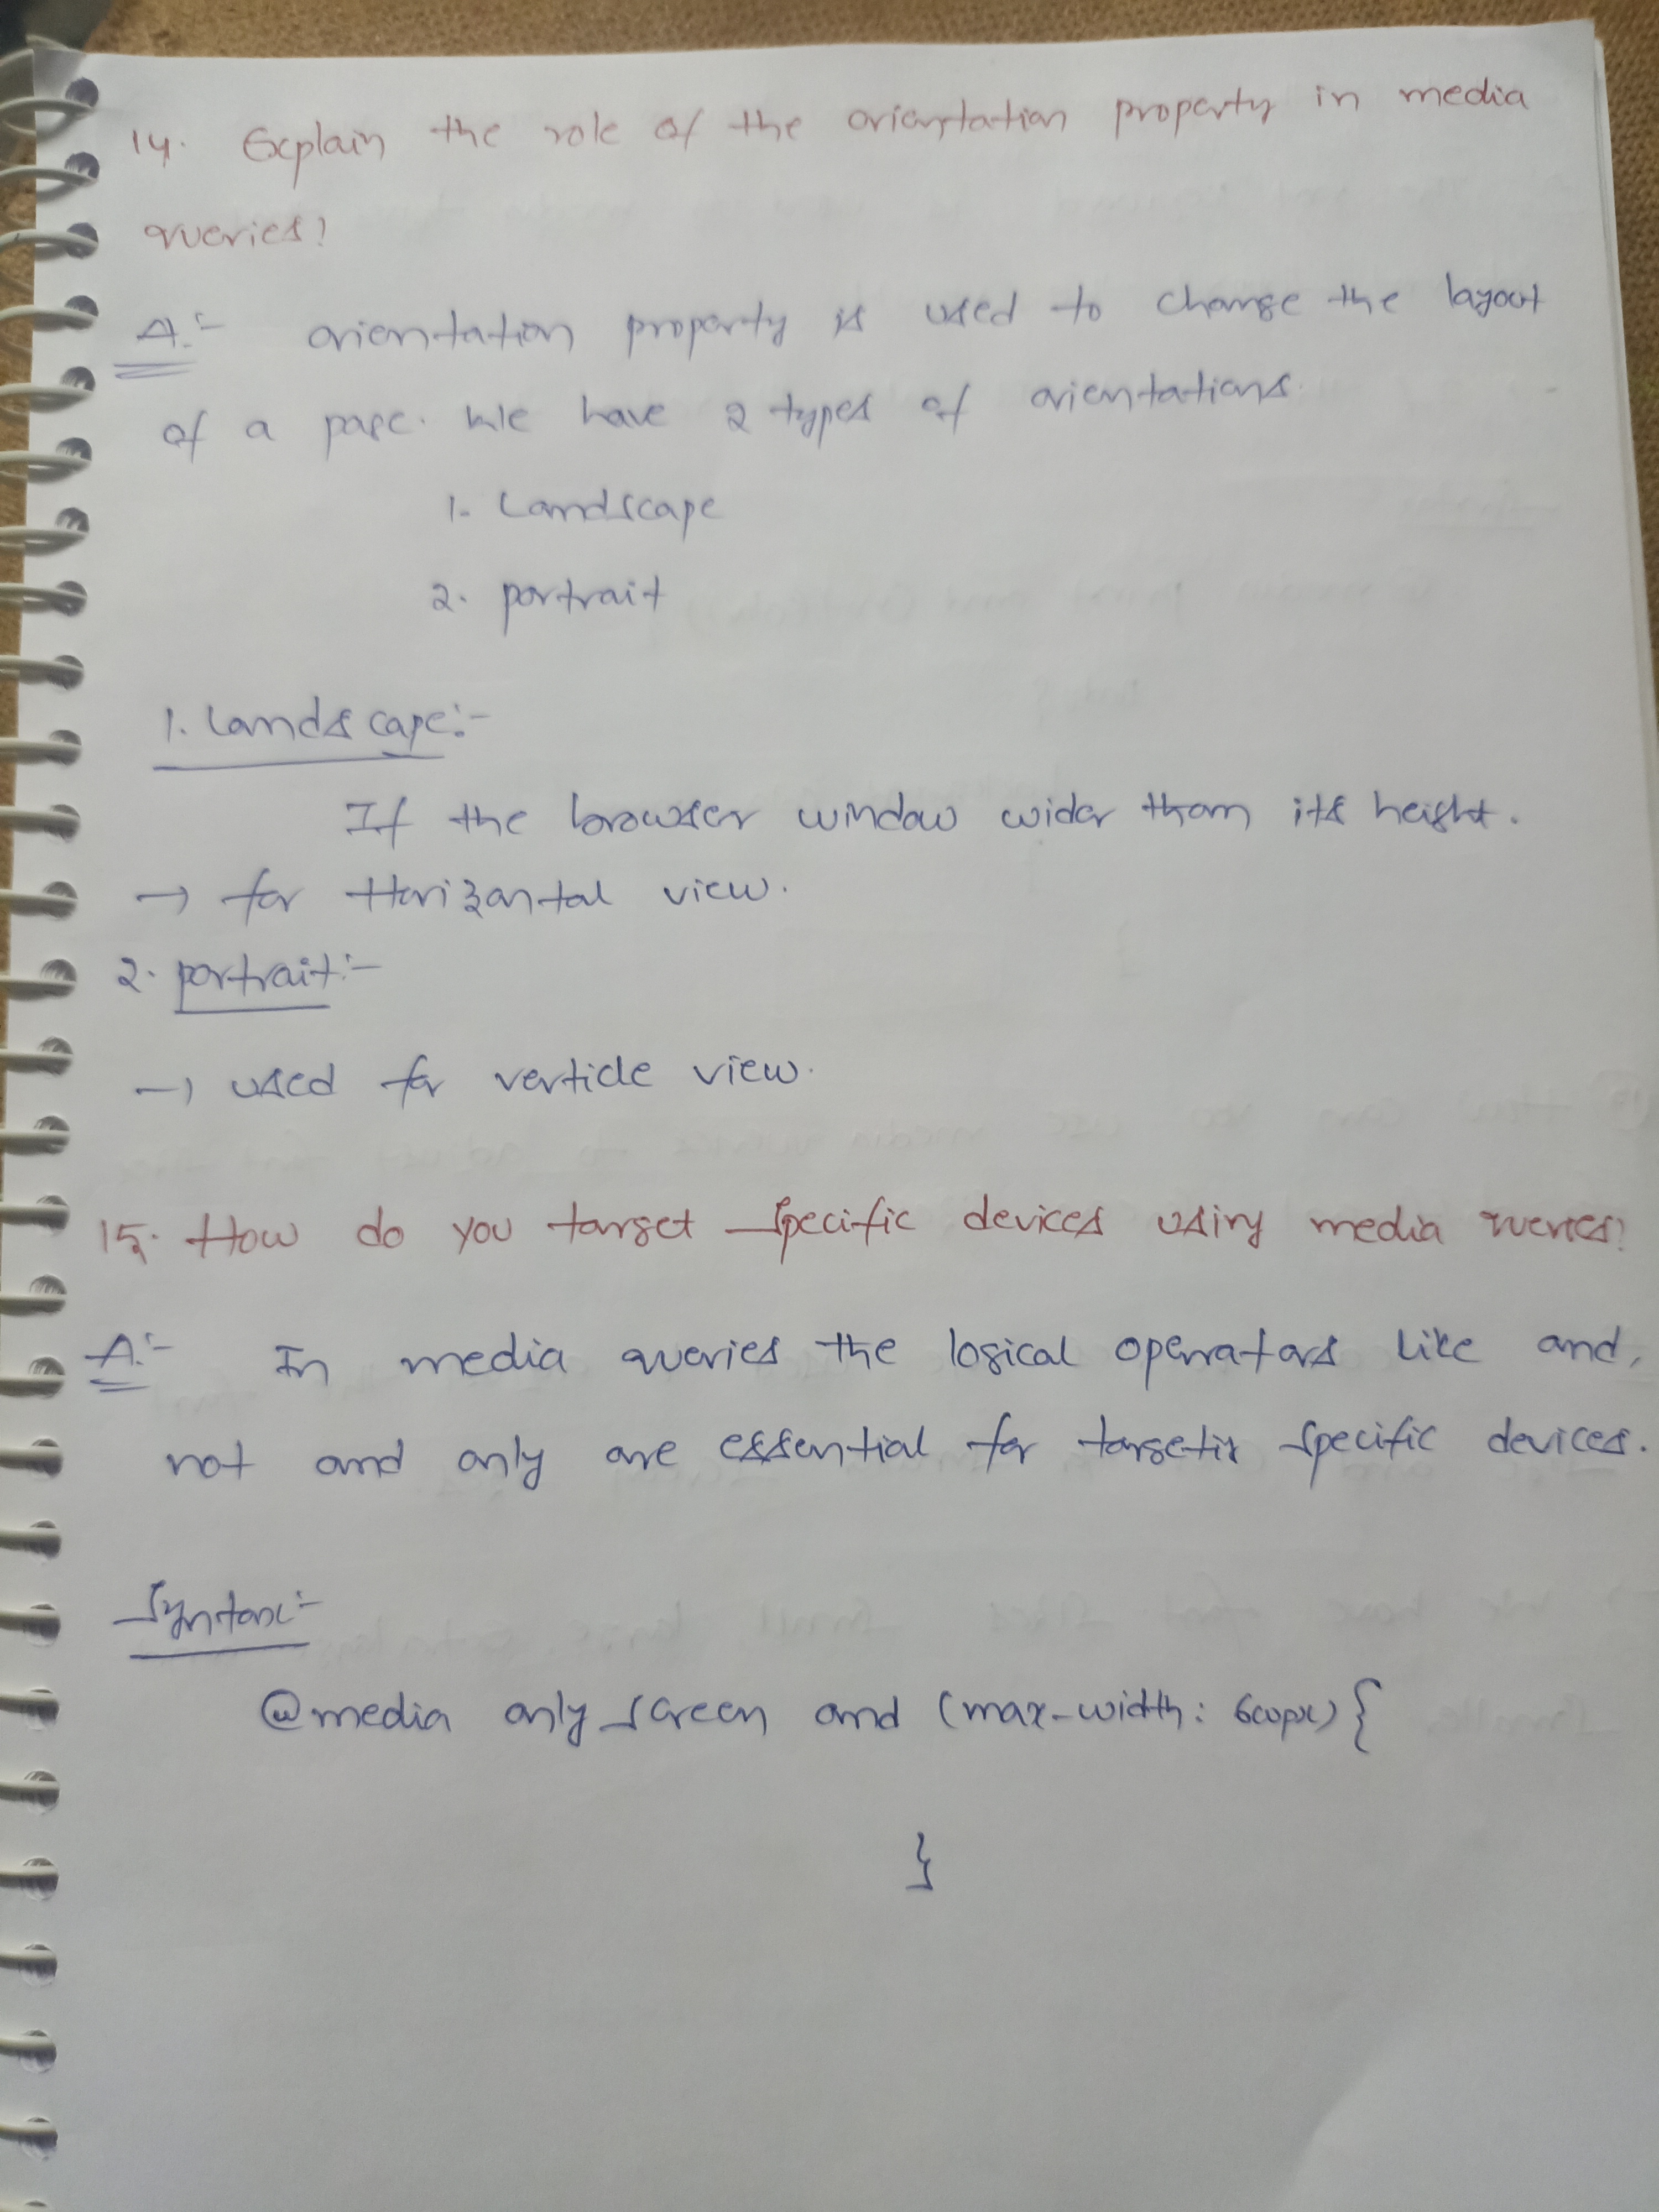 14. Explain the role of the orientation property in media
queries?
A:- orientation property is used to change the layout
of a page. We have 2 types of orientations.
1. Landscape
2. portrait
1. Landscape:-
If the browser window wider than its height.
→ for Horizontal view.
2. portrait:-
→ used for verticle view.
15. How do you target specific devices using media queries?
A:- In media queries the logical operators like and,
not and only are essential for targetig specific devices.
Syntax:-
@media only screen and (max-width: 600px) {
}